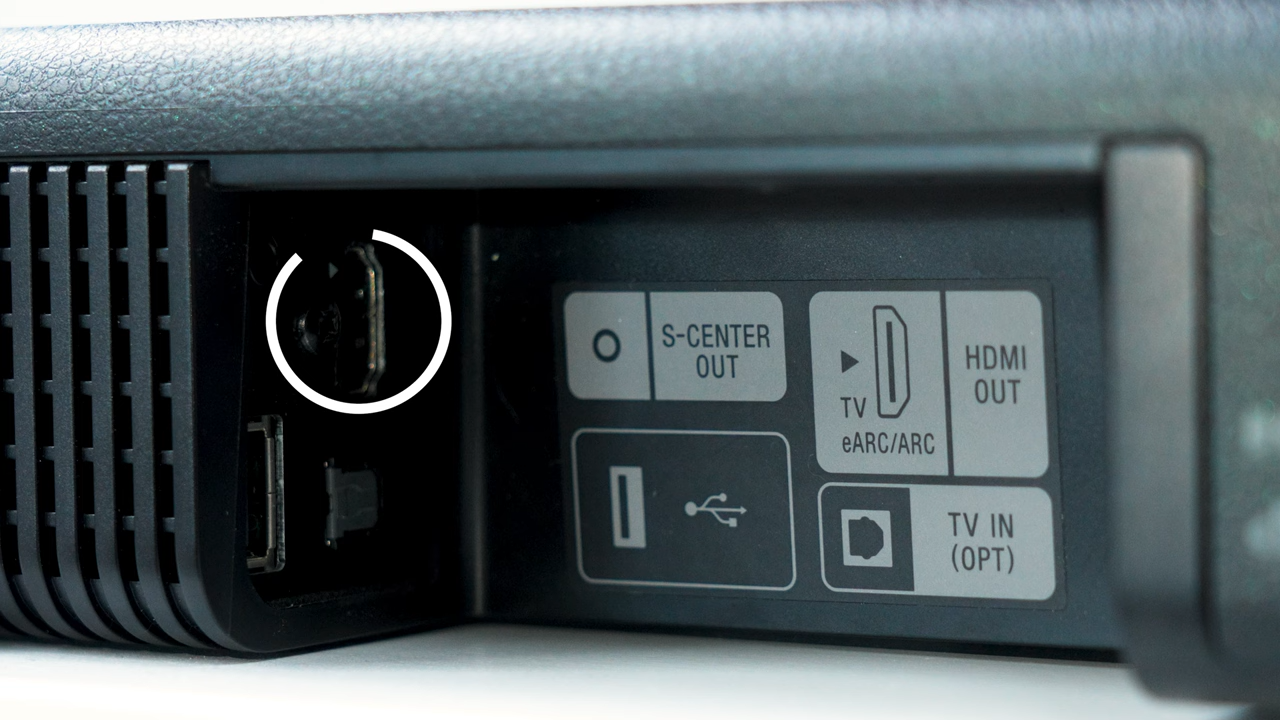 S-CENTER
OUT
TV
eARC/ARC
HDMI
OUT
TV IN
(OPT)